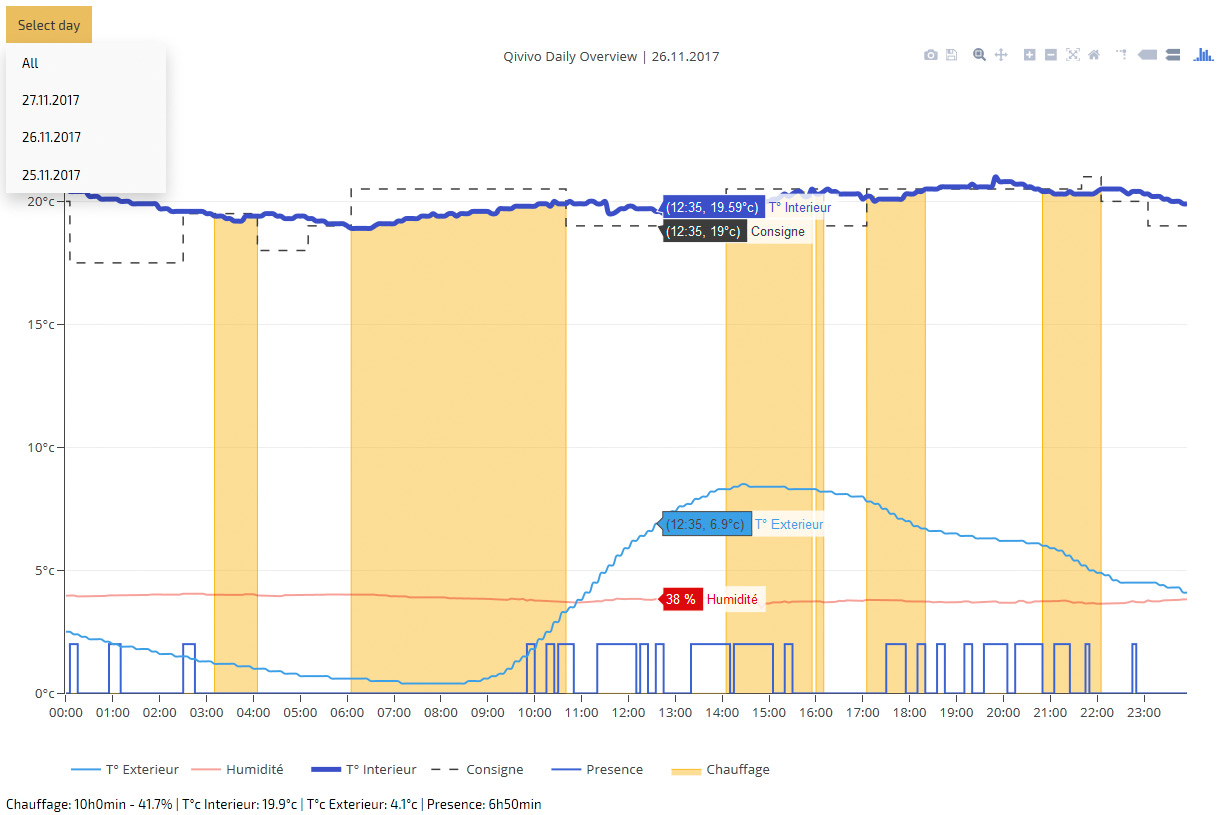 Select day
All
27.11.2017
26.11.2017
25.11.2017
Qivivo Daily Overview | 26.11.2017
20°c
15°c
10°c
5°c
0°c
(12:35, 19.59°c) T° Interieur
(12:35, 19°c) Consigne
(12:35, 6.9°c) T° Exterieur
38 % Humidité
00:00 01:00 02:00 03:00 04:00 05:00 06:00 07:00 08:00 09:00 10:00 11:00 12:00 13:00 14:00 15:00 16:00 17:00 18:00 19:00 20:00 21:00 22:00 23:00
T° Exterieur Humidité T° Interieur Consigne Presence Chauffage
Chauffage: 10h0min - 41.7% | T°c Interieur: 19.9°c | T°c Exterieur: 4.1°c | Presence: 6h50min